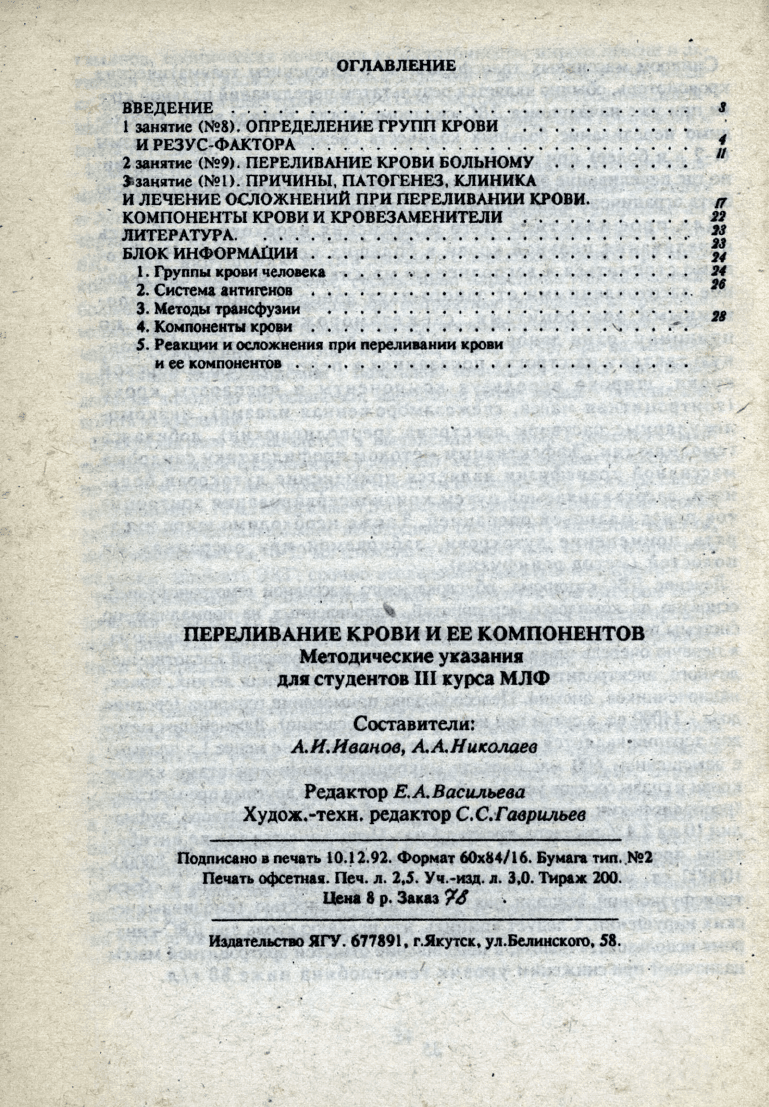 ОГЛАВЛЕНИЕ
ВВЕДЕНИЕ . . . . . . . . . . . . . . . . . . . . 3
1 занятие (№8). ОПРЕДЕЛЕНИЕ ГРУПП КРОВИ . . . . . . . . .
И РЕЗУС-ФАКТОРА . . . . . . . . . . . . . . . . . . . . 4
2 занятие (№9). ПЕРЕЛИВАНИЕ КРОВИ БОЛЬНОМУ . . . . . . . . 11
3 занятие (№1). ПРИЧИНЫ, ПАТОГЕНЕЗ, КЛИНИКА . . . . . . . .
И ЛЕЧЕНИЕ ОСЛОЖНЕНИЙ ПРИ ПЕРЕЛИВАНИИ КРОВИ. . . . . . . 17
КОМПОНЕНТЫ КРОВИ И КРОВЕЗАМЕНИТЕЛИ . . . . . . . . . . 22
ЛИТЕРАТУРА. . . . . . . . . . . . . . . . . . . . 23
БЛОК ИНФОРМАЦИИ . . . . . . . . . . . . . . . . . . . . 23
1. Группы крови человека . . . . . . . . . . . . . . . . 24
2. Система антигенов . . . . . . . . . . . . . . . . . . 24
3. Методы трансфузии . . . . . . . . . . . . . . . . . . 26
4. Компоненты крови . . . . . . . . . . . . . . . . . . 28
5. Реакции и осложнения при переливании крови
и ее компонентов . . . . . . . . . . . . . . . . . . . .
ПЕРЕЛИВАНИЕ КРОВИ И ЕЕ КОМПОНЕНТОВ
Методические указания
для студентов III курса МЛФ
Составители:
А.И.Иванов, А.А.Николаев
Редактор Е.А.Васильева
Худож.-техн. редактор С.С.Гаврильев
Подписано в печать 10.12.92. Формат 60х84/16. Бумага тип. №2
Печать офсетная. Печ. л. 2,5. Уч.-изд. л. 3,0. Тираж 200.
Цена 8 р. Заказ 78
Издательство ЯГУ. 677891, г.Якутск, ул.Белинского, 58.